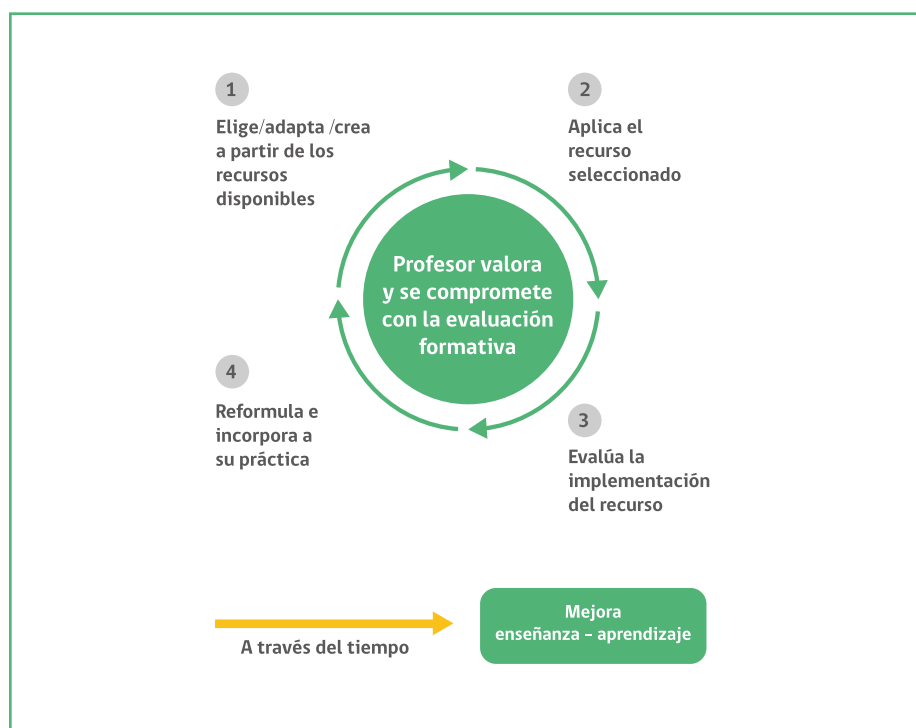 1
Elige/adapta /crea
a partir de los
recursos
disponibles
2
Aplica el
recurso
seleccionado
Profesor valora
y se compromete
con la evaluación
formativa
3
Evalúa la
implementación
del recurso
4
Reformula e
incorpora a
su práctica
A través del tiempo
Mejora
enseñanza – aprendizaje